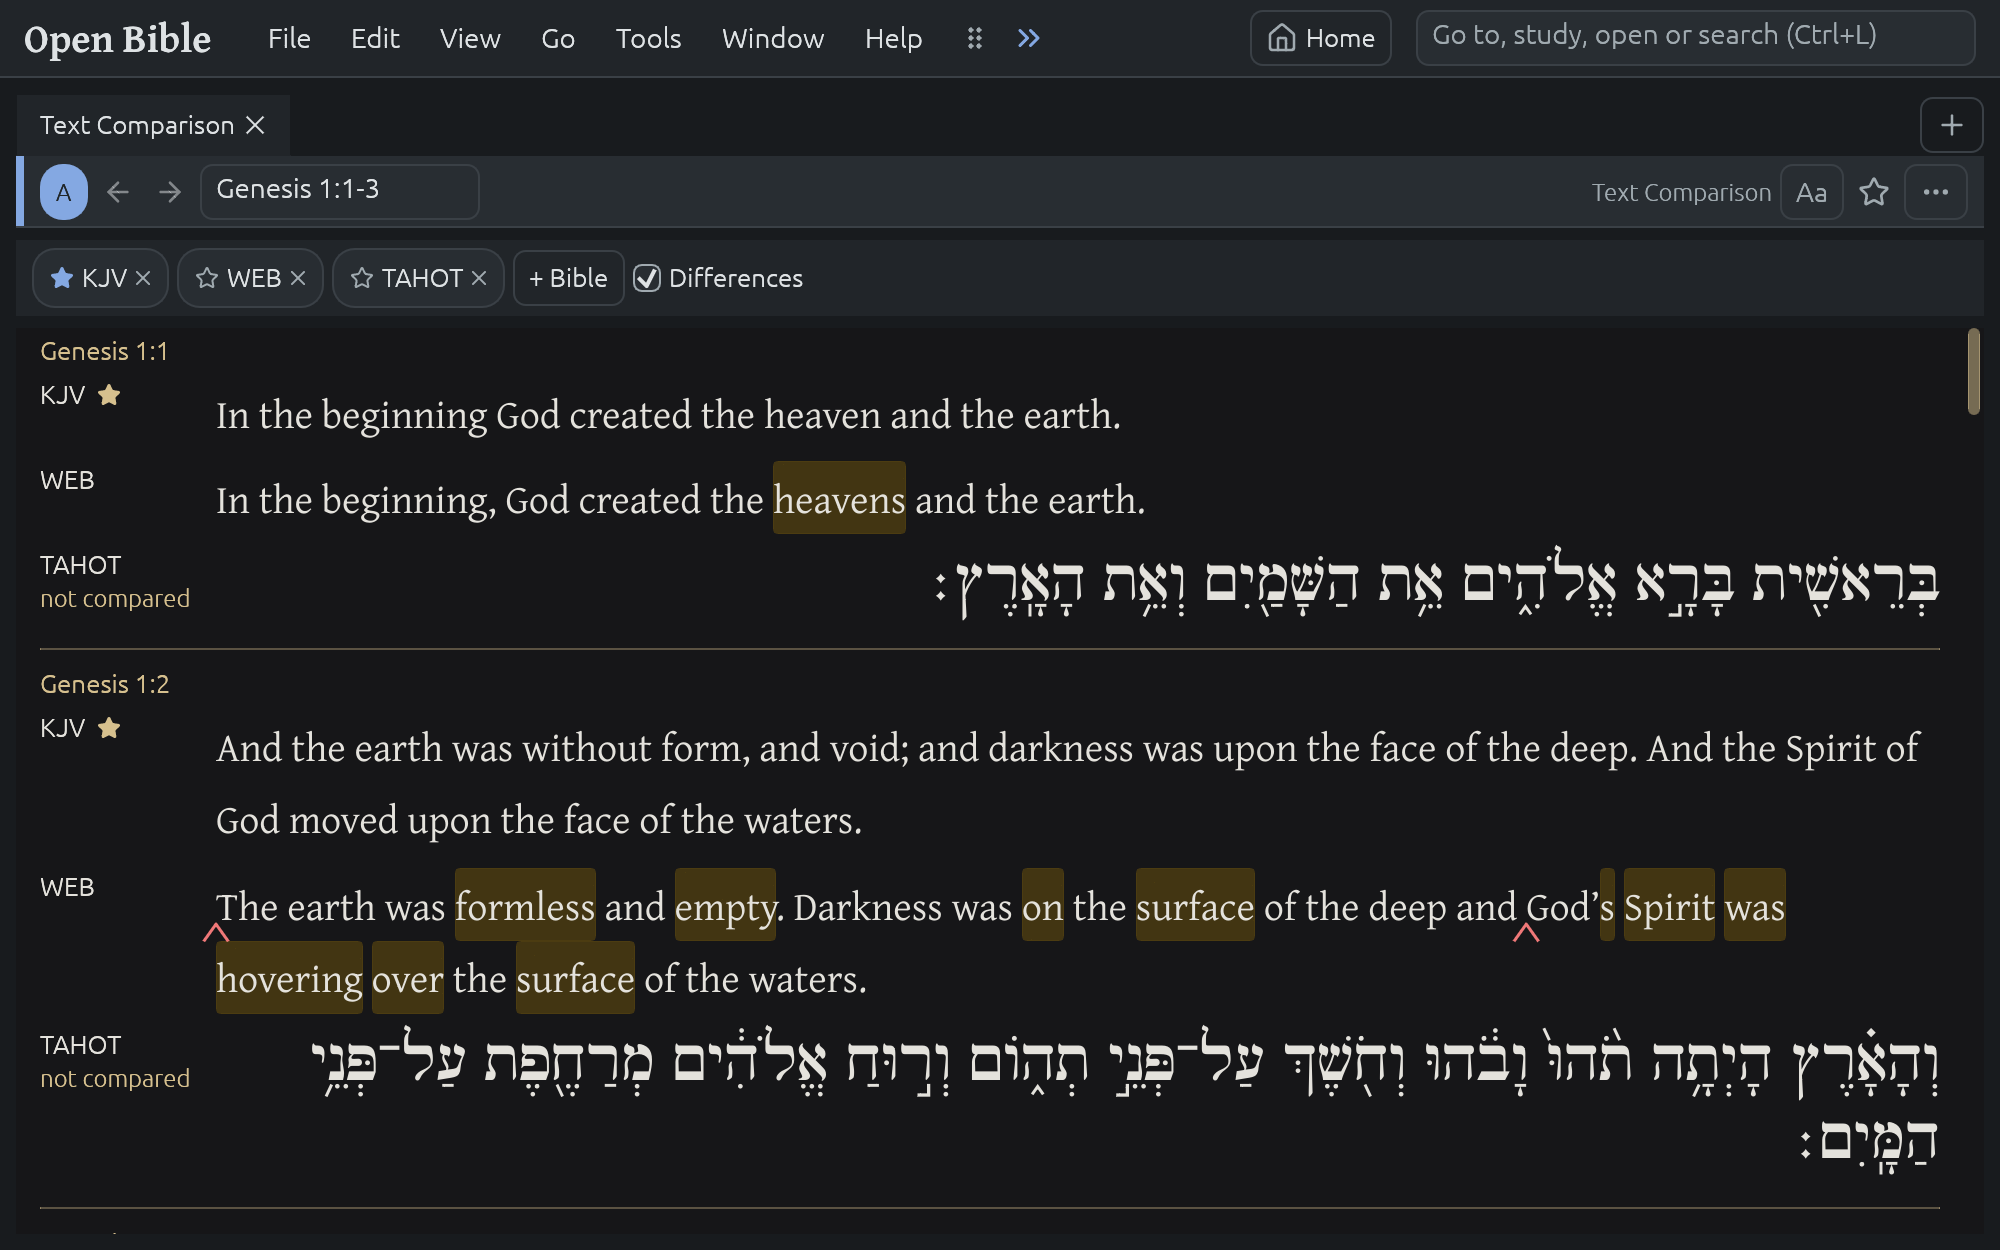 Open Bible File Edit View Go Tools Window Help Home Go to, study, open or search (Ctrl+L)
Text Comparison
A Genesis 1:1-3 Text Comparison Aa
KJV WEB TAHOT + Bible Differences
Genesis 1:1
KJV
In the beginning God created the heaven and the earth.
WEB
In the beginning, God created the heavens and the earth.
TAHOT
not compared
בְּרֵאשִׁ֖ית בָּרָ֣א אֱלֹהִ֑ים אֵ֥ת הַשָּׁמַ֖יִם וְאֵ֥ת הָאָֽרֶץ׃
Genesis 1:2
KJV
And the earth was without form, and void; and darkness was upon the face of the deep. And the Spirit of
God moved upon the face of the waters.
WEB
The earth was formless and empty. Darkness was on the surface of the deep and God’s Spirit was
hovering over the surface of the waters.
TAHOT
not compared
וְהָאָ֗רֶץ הָיְתָ֥ה תֹ֙הוּ֙ וָבֹ֔הוּ וְחֹ֖שֶׁךְ עַל־פְּנֵ֣י תְה֑וֹם וְר֣וּחַ אֱלֹהִ֔ים מְרַחֶ֖פֶת עַל־פְּנֵ֥י
הַמָּֽיִם׃